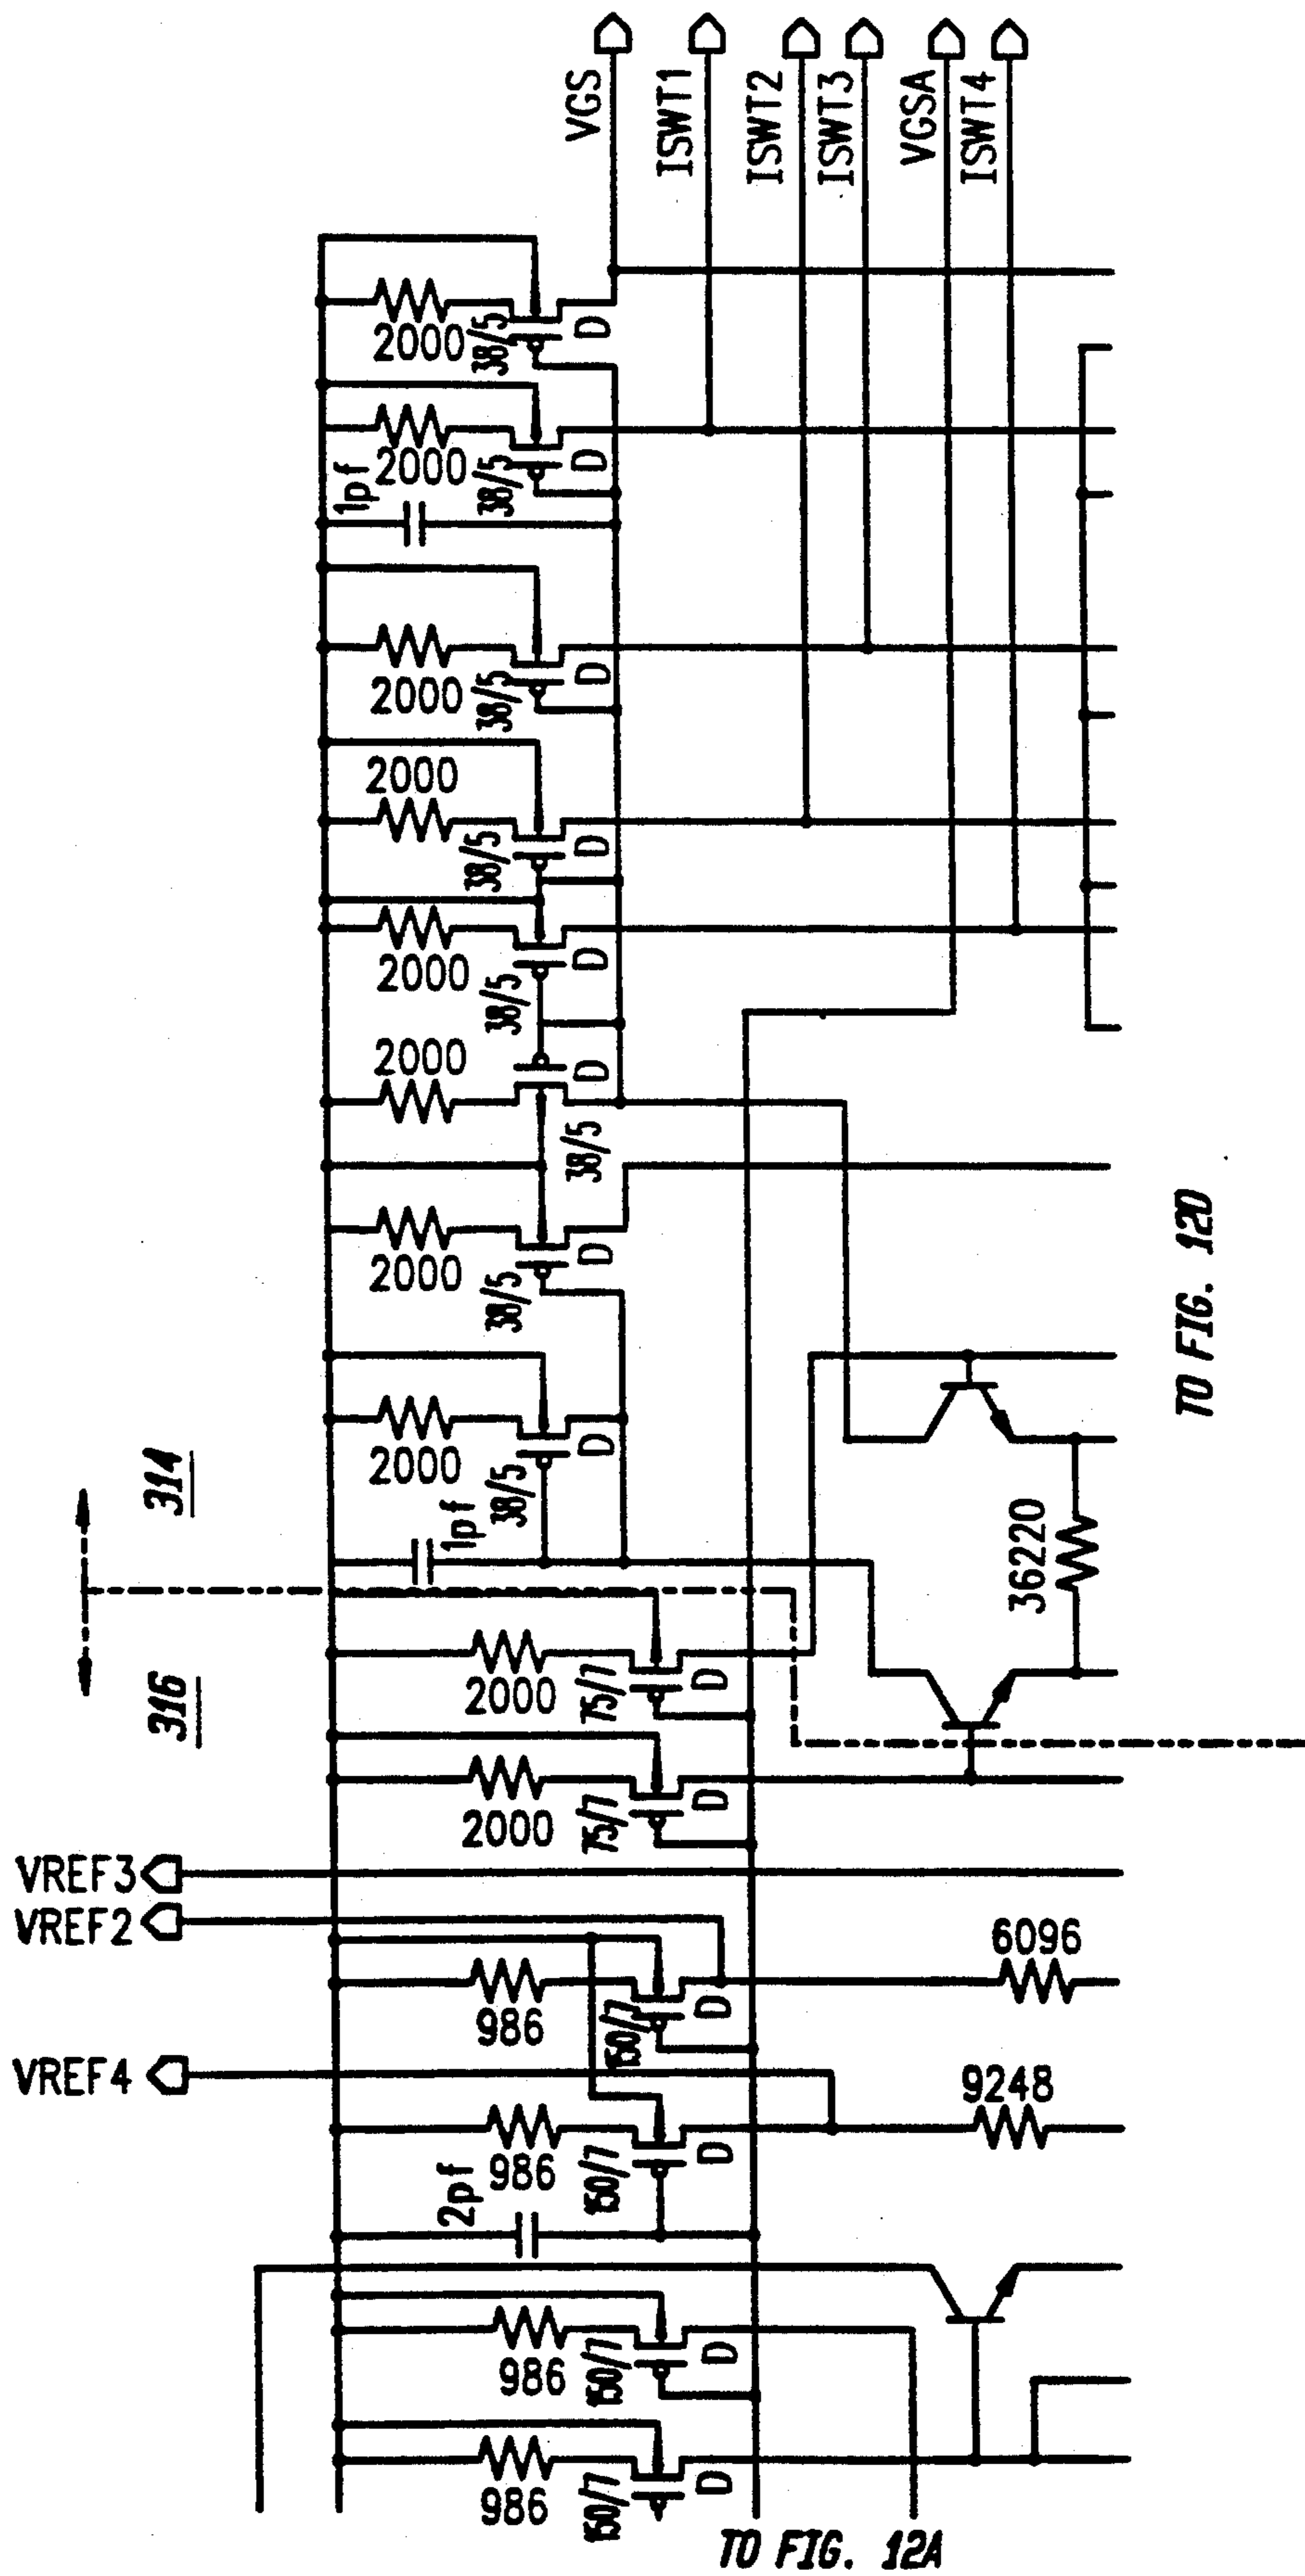 VGS
ISWT1
ISWT2
ISWT3
VGSA
ISWT4
2000
38/5
D
2000
38/5
D
1pf
2000
38/5
D
2000
38/5
D
2000
38/5
D
2000
38/5
D
2000
38/5
D
2000
38/5
D
1pf
314
316
36220
TO FIG. 12D
2000
75/7
D
2000
75/7
D
VREF3
VREF2
986
150/7
D
6096
VREF4
986
150/7
D
9248
2pf
986
150/7
D
986
150/7
D
TO FIG. 12A